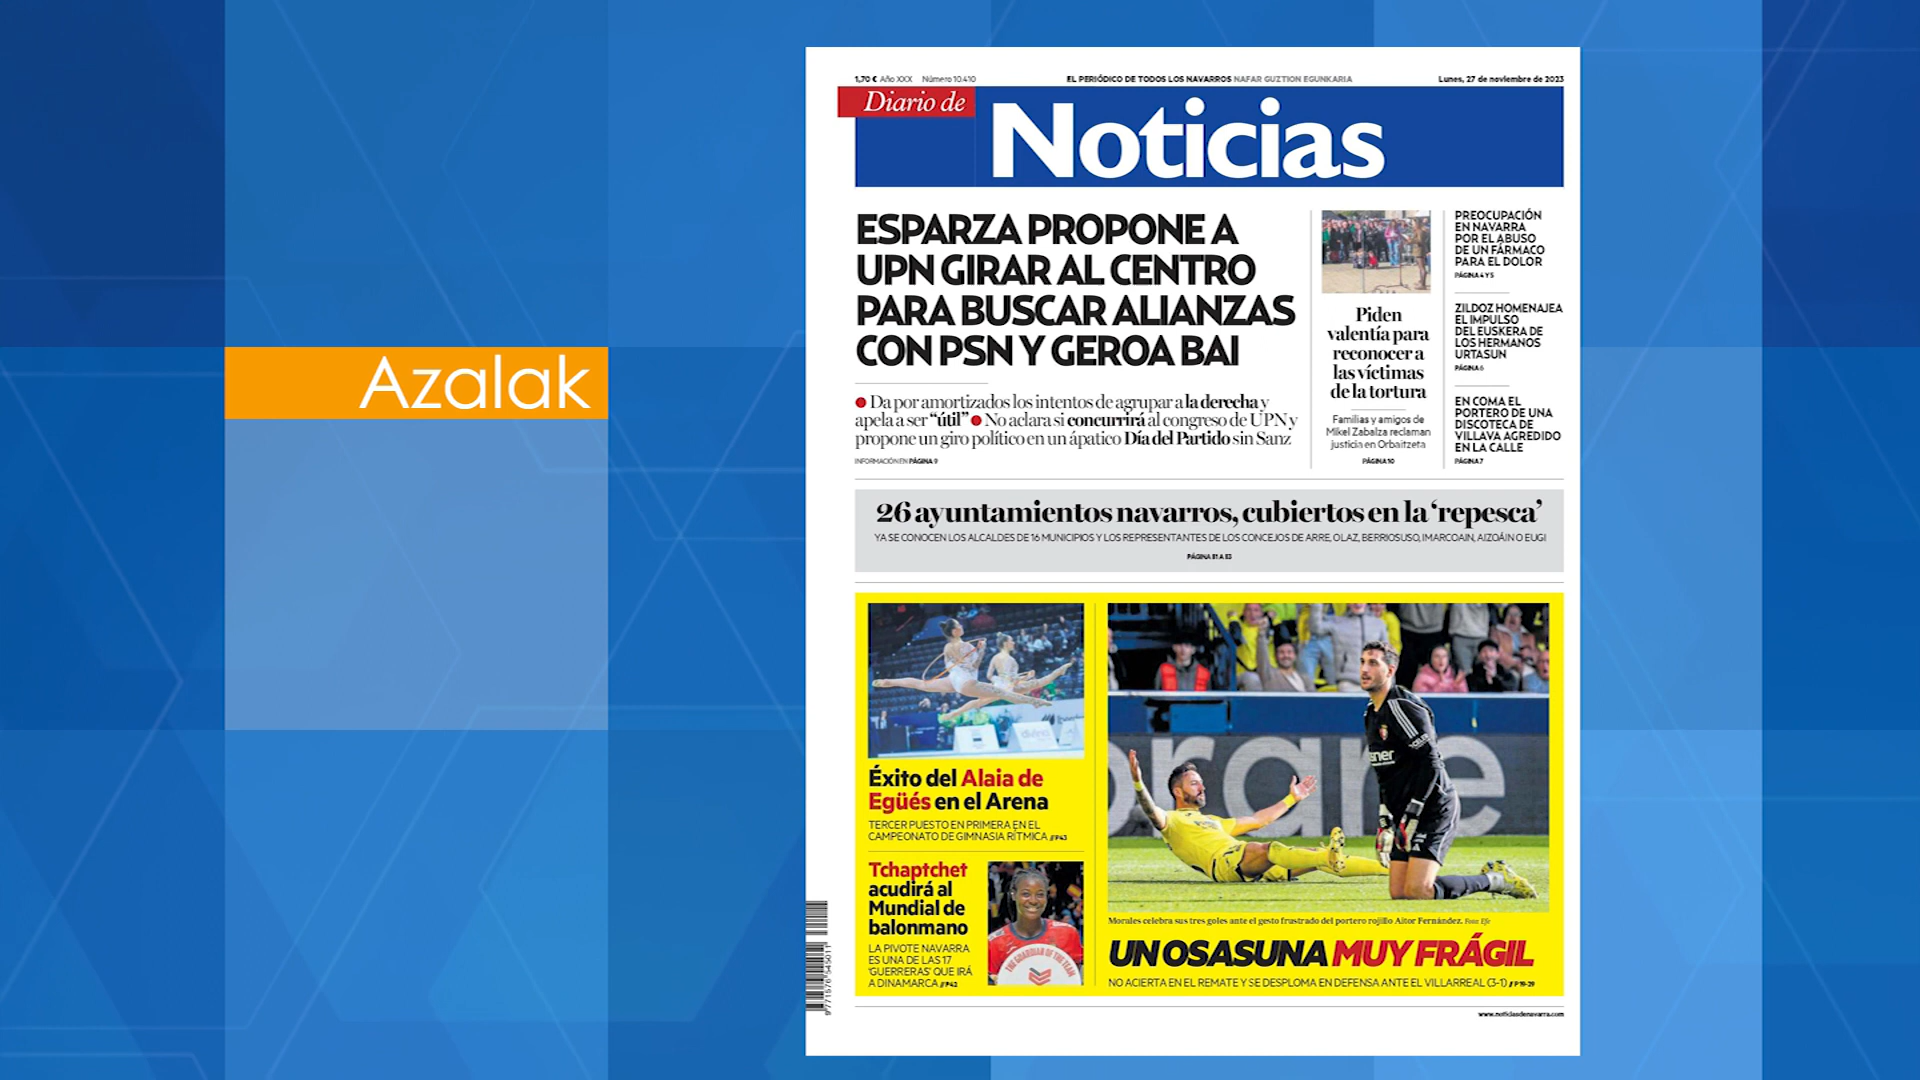 Azalak
1,70 € Año XXX Número 10.410
EL PERIÓDICO DE TODOS LOS NAVARROS NAFAR GUZTION EGUNKARIA
Lunes, 27 de noviembre de 2023
Diario de
Noticias
ESPARZA PROPONE A
UPN GIRAR AL CENTRO
PARA BUSCAR ALIANZAS
CON PSN Y GEROA BAI
● Da por amortizados los intentos de agrupar a la derecha y
apela a ser “útil” ● No aclara si concurrirá al congreso de UPN y
propone un giro político en un ápatico Día del Partido sin Sanz
INFORMACIÓN EN PÁGINA 9
Piden
valentía para
reconocer a
las víctimas
de la tortura
Familias y amigos de
Mikel Zabalza reclaman
justicia en Orbaitzeta
PÁGINA 10
PREOCUPACIÓN
EN NAVARRA
POR EL ABUSO
DE UN FÁRMACO
PARA EL DOLOR
PÁGINA 4 Y 5
ZILDOZ HOMENAJEA
EL IMPULSO
DEL EUSKERA DE
LOS HERMANOS
URTASUN
PÁGINA 6
EN COMA EL
PORTERO DE UNA
DISCOTECA DE
VILLAVA AGREDIDO
EN LA CALLE
PÁGINA 7
26 ayuntamientos navarros, cubiertos en la ‘repesca’
YA SE CONOCEN LOS ALCALDES DE 16 MUNICIPIOS Y LOS REPRESENTANTES DE LOS CONCEJOS DE ARRE, OLAZ, BERRIOSUSO, IMARCOAIN, AIZOÁIN O EUGI
Éxito del Alaia de
Egüés en el Arena
TERCER PUESTO EN PRIMERA EN EL
CAMPEONATO DE GIMNASIA RÍTMICA // P43
Tchaptchet
acudirá al
Mundial de
balonmano
LA PIVOTE NAVARRA
ES UNA DE LAS 17
‘GUERRERAS’ QUE IRÁ
A DINAMARCA // P42
THE GUARDIAN OF THE TEAM
Morales celebra sus tres goles ante el gesto frustrado del portero rojillo Aitor Fernández. Foto: Efe
UN OSASUNA MUY FRÁGIL
NO ACIERTA EN EL REMATE Y SE DESPLOMA EN DEFENSA ANTE EL VILLARREAL (3-1) // P19-29
www.noticiasdenavarra.com